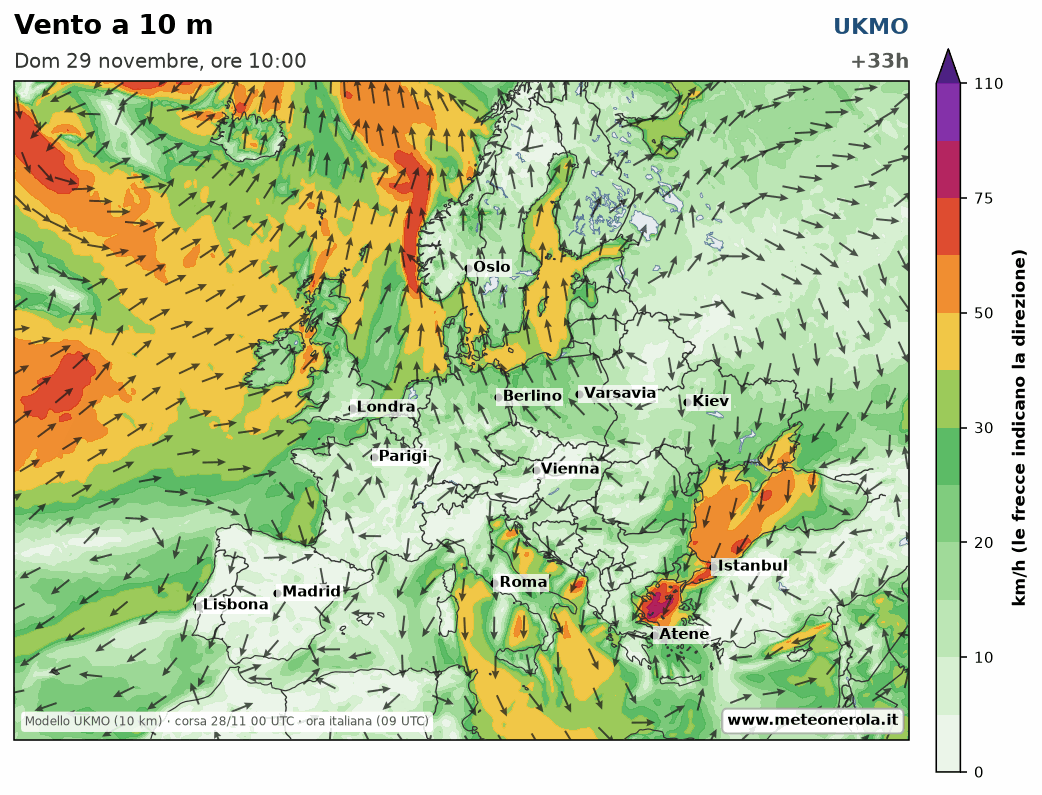 Vento a 10 m
UKMO
Dom 29 novembre, ore 10:00
+33h
110
75
50
30
20
10
0
km/h (le frecce indicano la direzione)
Oslo
Berlino
Varsavia
Kiev
Londra
Parigi
Vienna
Istanbul
Roma
Madrid
Lisbona
Atene
Modello UKMO (10 km) · corsa 28/11 00 UTC · ora italiana (09 UTC)
www.meteonerola.it